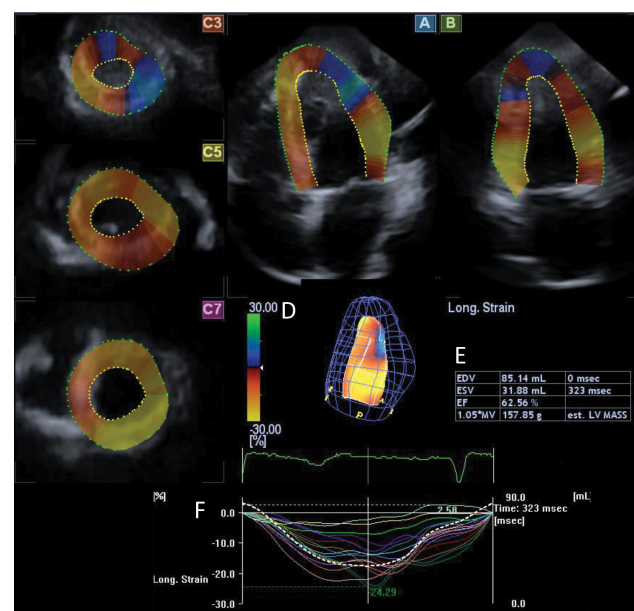 C3
A
B
C5
C7
30.00
D
-30.00
[%]
Long. Strain
E
EDV 85.14 mL 0 msec
ESV 31.88 mL 323 msec
EF 62.56 %
1.05*MV 157.85 g est. LV MASS
[%]
F
90.0
[mL]
Time: 323 msec
[msec]
0.0
2.58
-10.0
-20.0
Long. Strain
-24.29
-30.0
0.0